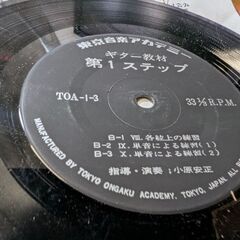 東京音楽アカデミー
ギター教材
第1ステップ
TOA-1-3
33⅓ R.P.M.
B-1 Ⅷ.各絃上の練習
B-2 Ⅸ.単音による練習(1)
B-3 Ⅹ.単音による練習(2)
指導・演奏:小原安正
MANUFACTURED BY TOKYO ONGAKU ACADEMY, TOKYO JAPAN